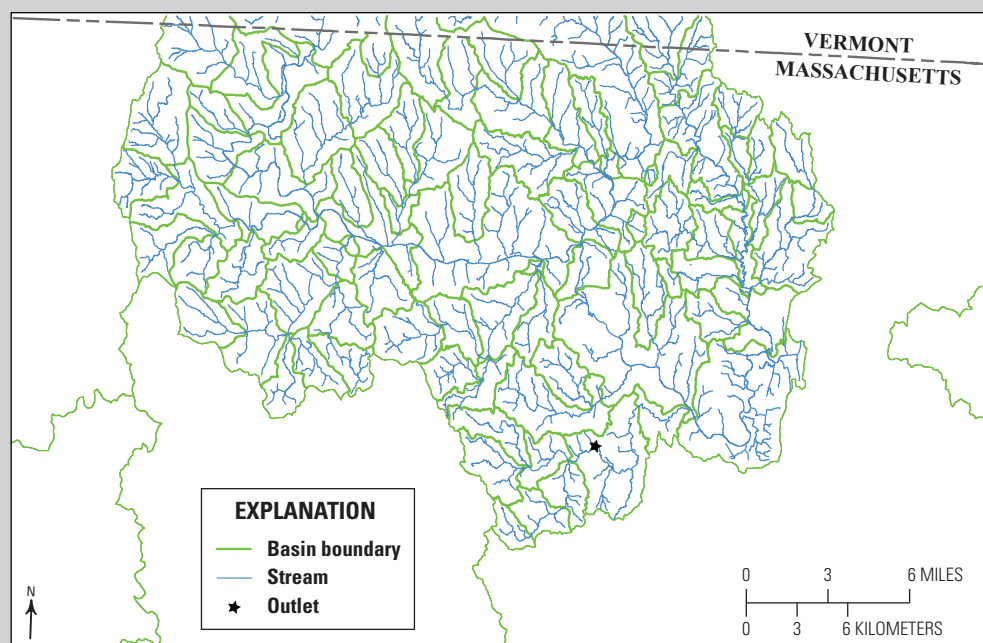 VERMONT
MASSACHUSETTS
EXPLANATION
Basin boundary
Stream
Outlet
N
0 3 6 MILES
0 3 6 KILOMETERS